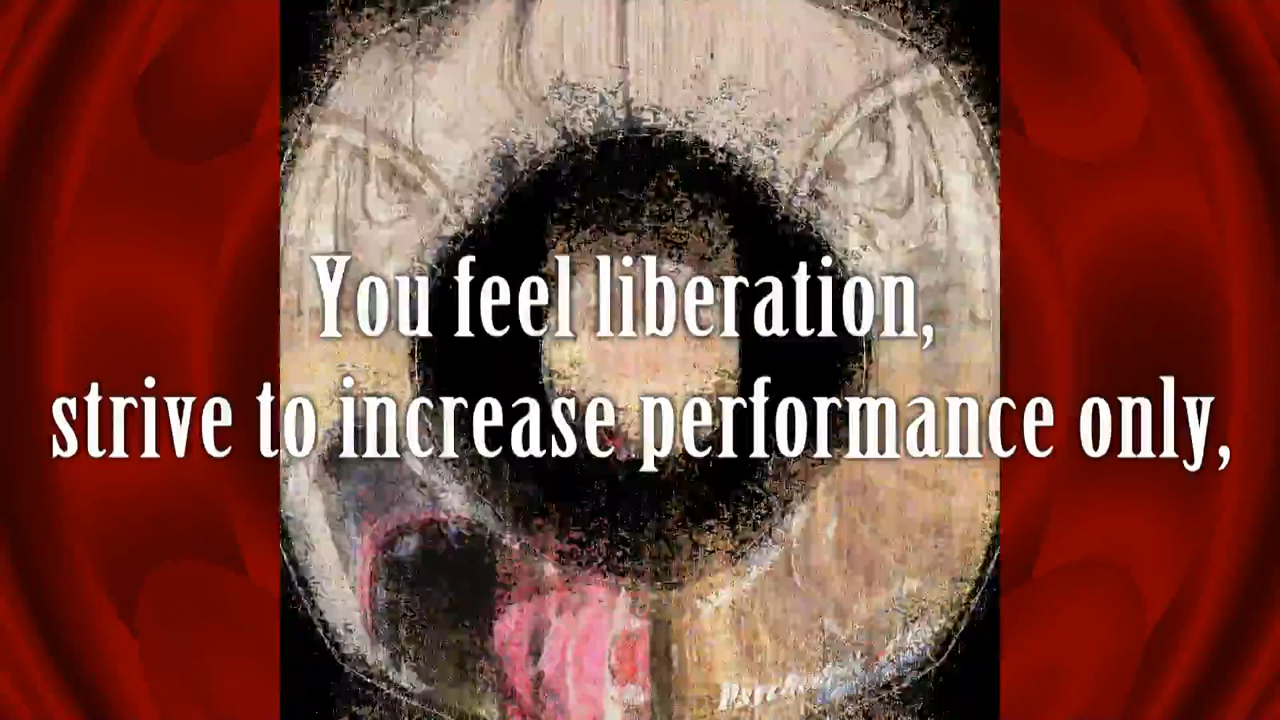 You feel liberation,
strive to increase performance only,